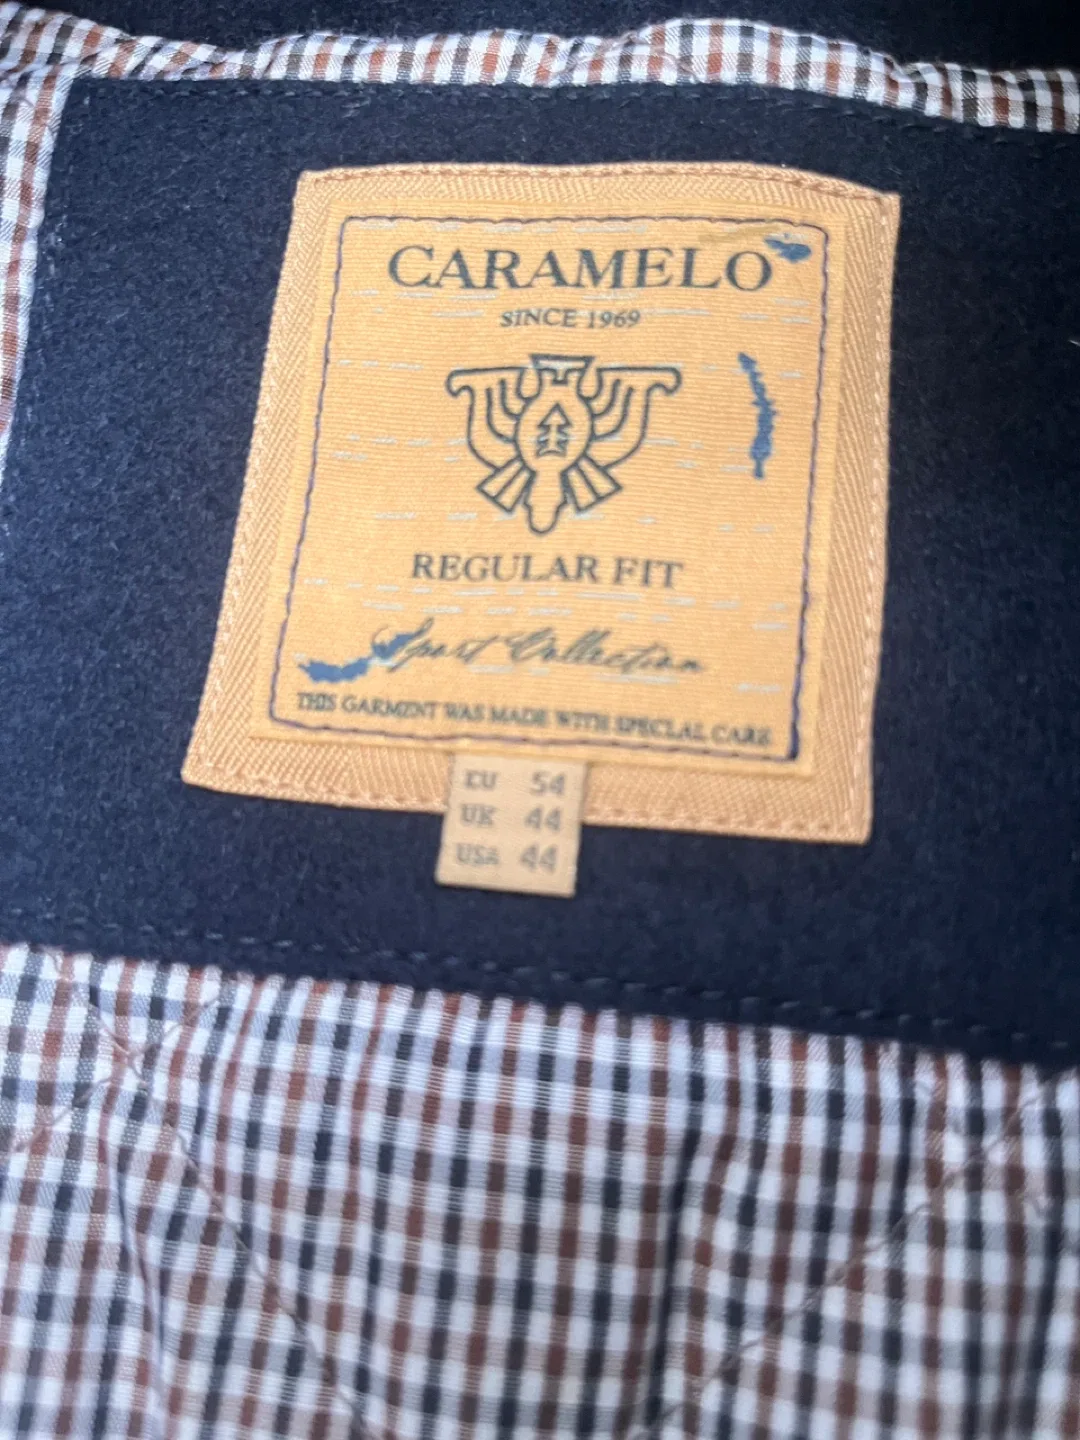 CARAMELO
SINCE 1969
REGULAR FIT
Sport Collection
THIS GARMENT WAS MADE WITH SPECLAL CARE
EU 54
UK 44
USA 44